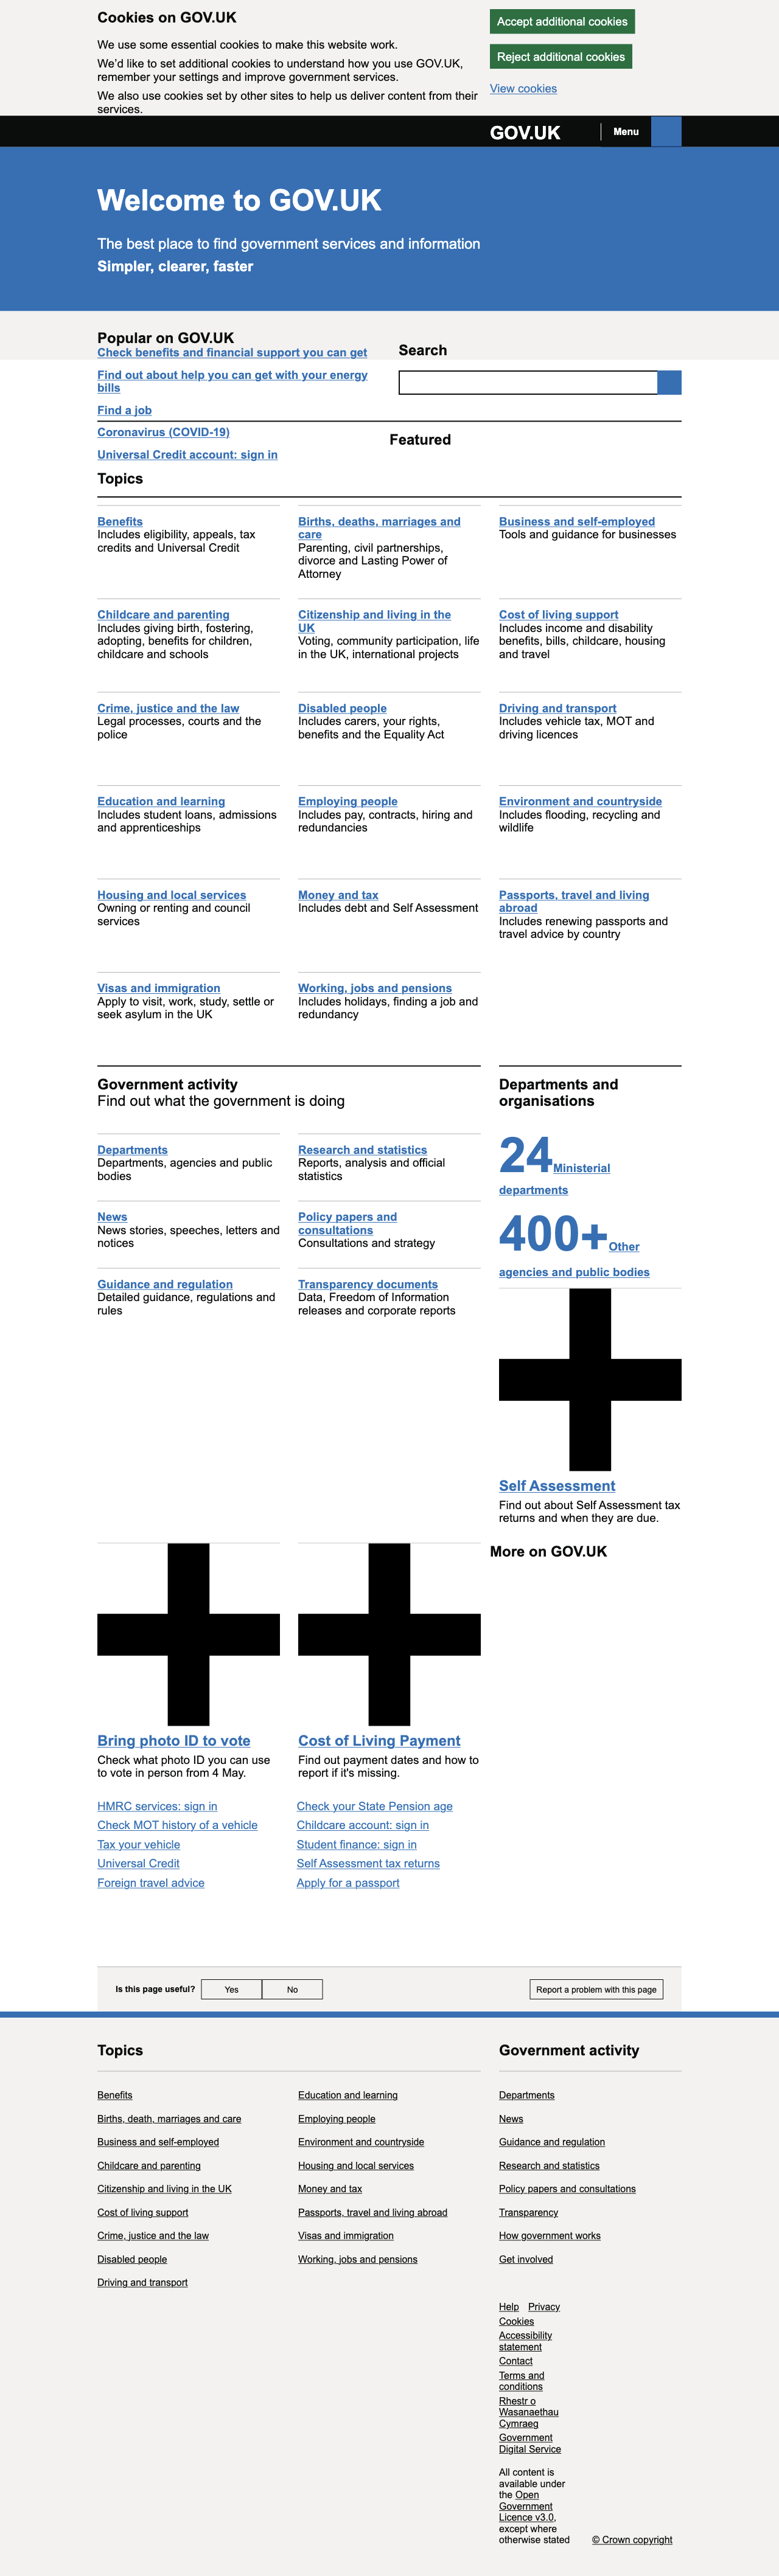 Cookies on GOV.UK
We use some essential cookies to make this website work.
We'd like to set additional cookies to understand how you use GOV.UK,
remember your settings and improve government services.
We also use cookies set by other sites to help us deliver content from their
services.
Accept additional cookies
Reject additional cookies
View cookies
GOV.UK
Menu
Welcome to GOV.UK
The best place to find government services and information
Simpler, clearer, faster
Popular on GOV.UK
Check benefits and financial support you can get
Find out about help you can get with your energy
bills
Find a job
Coronavirus (COVID-19)
Universal Credit account: sign in
Search
Featured
Topics
Benefits
Includes eligibility, appeals, tax
credits and Universal Credit
Births, deaths, marriages and
care
Parenting, civil partnerships,
divorce and Lasting Power of
Attorney
Business and self-employed
Tools and guidance for businesses
Childcare and parenting
Includes giving birth, fostering,
adopting, benefits for children,
childcare and schools
Citizenship and living in the
UK
Voting, community participation, life
in the UK, international projects
Cost of living support
Includes income and disability
benefits, bills, childcare, housing
and travel
Crime, justice and the law
Legal processes, courts and the
police
Disabled people
Includes carers, your rights,
benefits and the Equality Act
Driving and transport
Includes vehicle tax, MOT and
driving licences
Education and learning
Includes student loans, admissions
and apprenticeships
Employing people
Includes pay, contracts, hiring and
redundancies
Environment and countryside
Includes flooding, recycling and
wildlife
Housing and local services
Owning or renting and council
services
Money and tax
Includes debt and Self Assessment
Passports, travel and living
abroad
Includes renewing passports and
travel advice by country
Visas and immigration
Apply to visit, work, study, settle or
seek asylum in the UK
Working, jobs and pensions
Includes holidays, finding a job and
redundancy
Government activity
Find out what the government is doing
Departments
Departments, agencies and public
bodies
Research and statistics
Reports, analysis and official
statistics
News
News stories, speeches, letters and
notices
Policy papers and
consultations
Consultations and strategy
Guidance and regulation
Detailed guidance, regulations and
rules
Transparency documents
Data, Freedom of Information
releases and corporate reports
Departments and
organisations
24 Ministerial
departments
400+ Other
agencies and public bodies
Self Assessment
Find out about Self Assessment tax
returns and when they are due.
More on GOV.UK
Bring photo ID to vote
Check what photo ID you can use
to vote in person from 4 May.
Cost of Living Payment
Find out payment dates and how to
report if it's missing.
HMRC services: sign in
Check MOT history of a vehicle
Tax your vehicle
Universal Credit
Foreign travel advice
Check your State Pension age
Childcare account: sign in
Student finance: sign in
Self Assessment tax returns
Apply for a passport
Is this page useful?
Yes
No
Report a problem with this page
Topics
Benefits
Births, death, marriages and care
Business and self-employed
Childcare and parenting
Citizenship and living in the UK
Cost of living support
Crime, justice and the law
Disabled people
Driving and transport
Education and learning
Employing people
Environment and countryside
Housing and local services
Money and tax
Passports, travel and living abroad
Visas and immigration
Working, jobs and pensions
Government activity
Departments
News
Guidance and regulation
Research and statistics
Policy papers and consultations
Transparency
How government works
Get involved
Help Privacy
Cookies
Accessibility
statement
Contact
Terms and
conditions
Rhestr o
Wasanaethau
Cymraeg
Government
Digital Service
All content is
available under
the Open
Government
Licence v3.0,
except where
otherwise stated
© Crown copyright